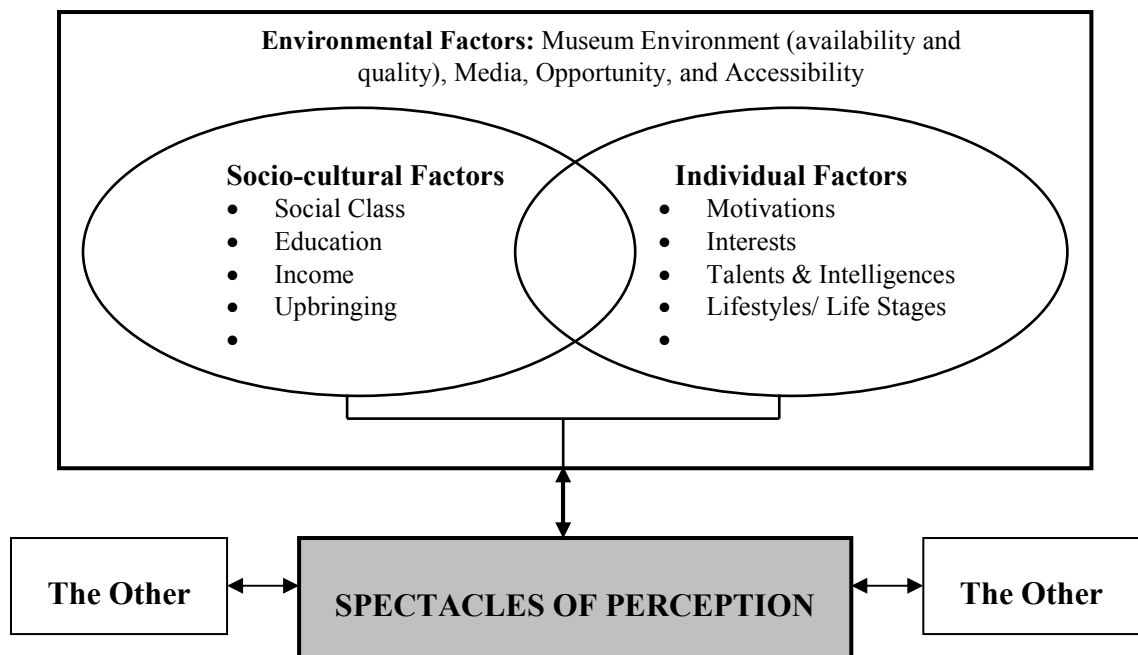 Environmental Factors: Museum Environment (availability and
quality), Media, Opportunity, and Accessibility
Socio-cultural Factors
• Social Class
• Education
• Income
• Upbringing
•
Individual Factors
• Motivations
• Interests
• Talents & Intelligences
• Lifestyles/ Life Stages
•
The Other
SPECTACLES OF PERCEPTION
The Other